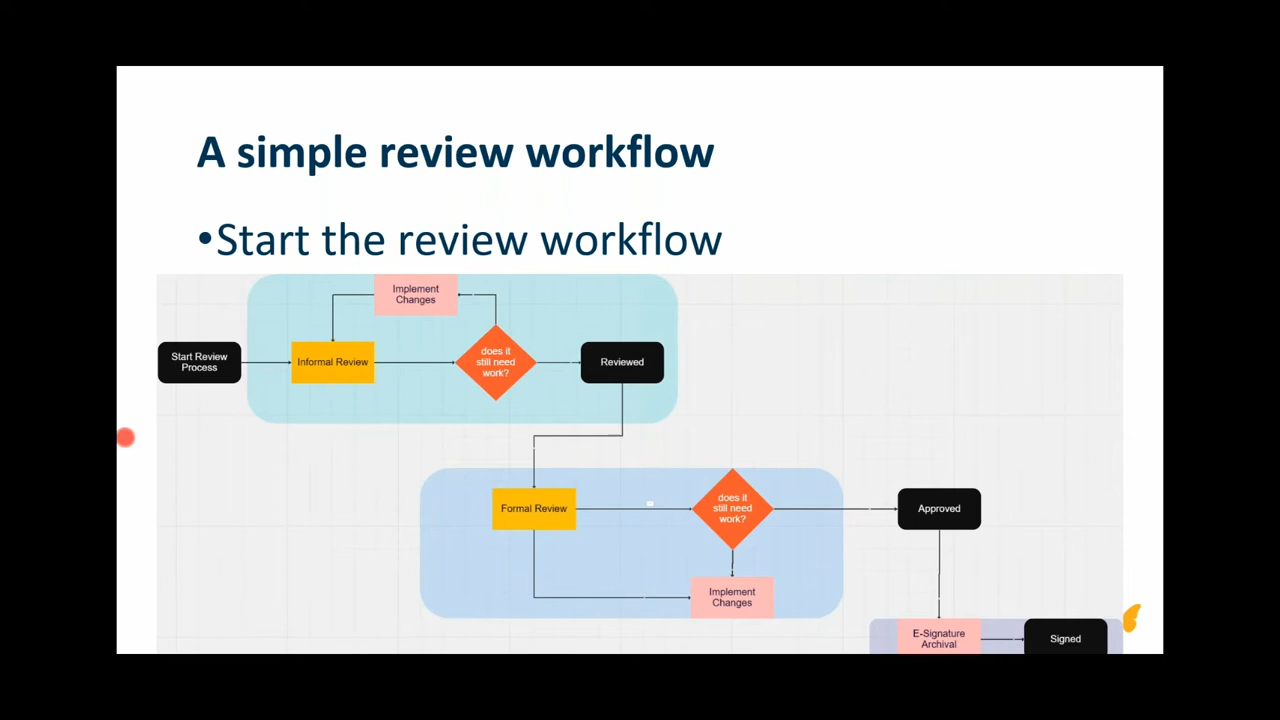 A simple review workflow
•Start the review workflow
Implement
Changes
Start Review
Process
Informal Review
does it
still need
work?
Reviewed
Formal Review
does it
still need
work?
Approved
Implement
Changes
E-Signature
Archival
Signed